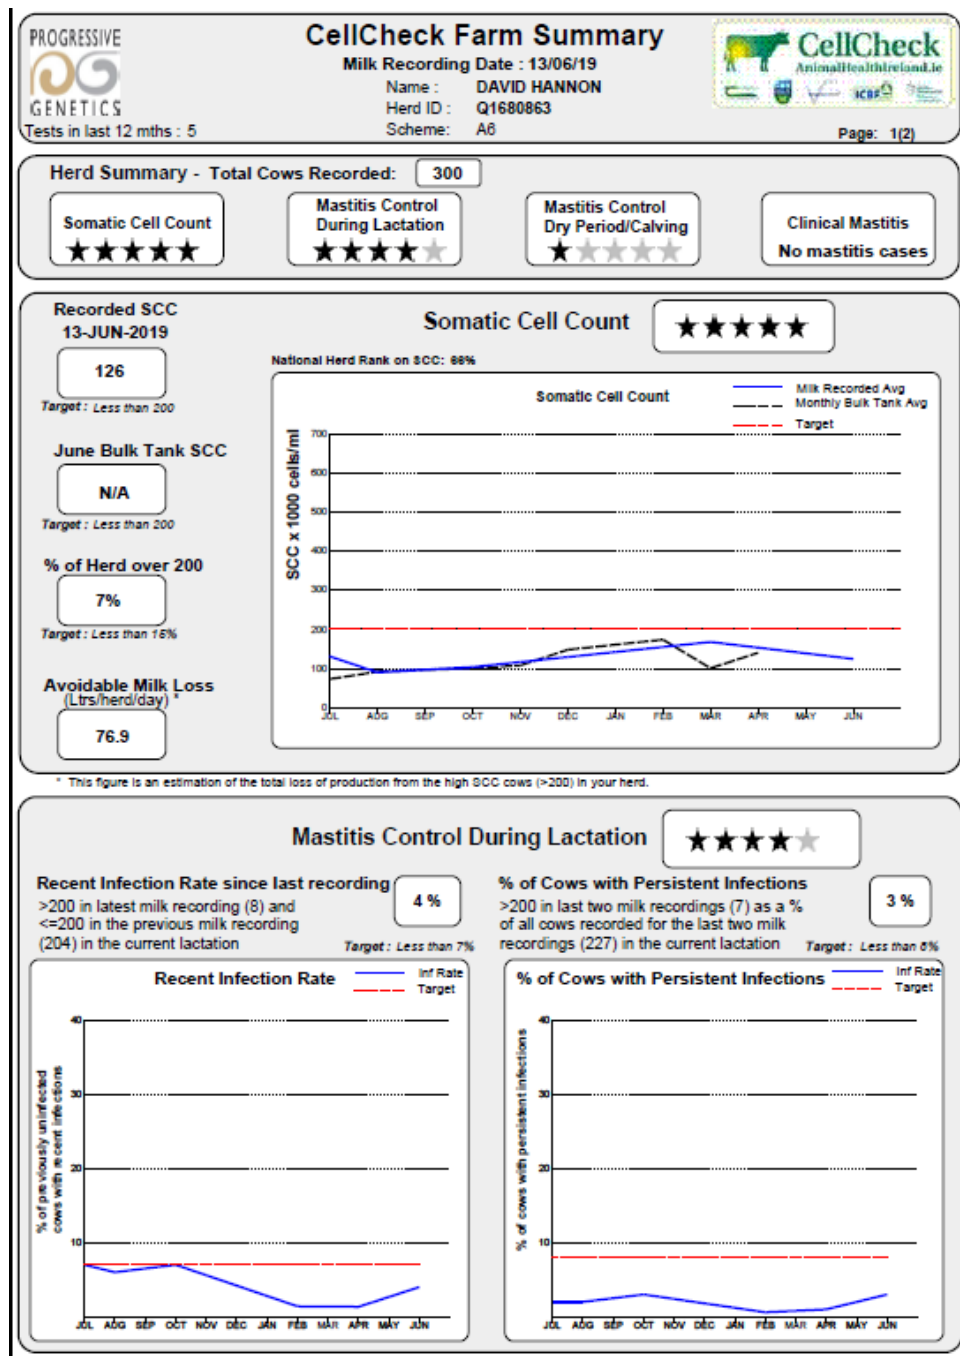 PROGRESSIVE
GENETICS
Tests in last 12 mths : 5
CellCheck Farm Summary
Milk Recording Date : 13/06/19
Name : DAVID HANNON
Herd ID : Q1680863
Scheme: A6
CellCheck
AnimalHealthIreland.ie
ICBF
Page: 1(2)
Herd Summary - Total Cows Recorded: 300
Somatic Cell Count
Mastitis Control
During Lactation
Mastitis Control
Dry Period/Calving
Clinical Mastitis
No mastitis cases
Recorded SCC
13-JUN-2019
126
Target : Less than 200
June Bulk Tank SCC
N/A
Target : Less than 200
% of Herd over 200
7%
Target : Less than 15%
Avoidable Milk Loss
(Ltrs/herd/day) *
76.9
Somatic Cell Count
National Herd Rank on SCC: 66%
Somatic Cell Count
Milk Recorded Avg
Monthly Bulk Tank Avg
Target
SCC x 1000 cells/ml
700
600
500
400
300
200
100
0
JUL AUG SEP OCT NOV DEC JAN FEB MAR APR MAY JUN
* This figure is an estimation of the total loss of production from the high SCC cows (>200) in your herd.
Mastitis Control During Lactation
Recent Infection Rate since last recording
>200 in latest milk recording (8) and
<=200 in the previous milk recording
(204) in the current lactation
4 %
Target : Less than 7%
Recent Infection Rate
Inf Rate
Target
% of previously uninfected
cows with recent infections
40
30
20
10
JUL AUG SEP OCT NOV DEC JAN FEB MAR APR MAY JUN
% of Cows with Persistent Infections
>200 in last two milk recordings (7) as a %
of all cows recorded for the last two milk
recordings (227) in the current lactation
3 %
Target : Less than 8%
% of Cows with Persistent Infections
Inf Rate
Target
% of cows with persistent infections
40
30
20
10
JUL AUG SEP OCT NOV DEC JAN FEB MAR APR MAY JUN